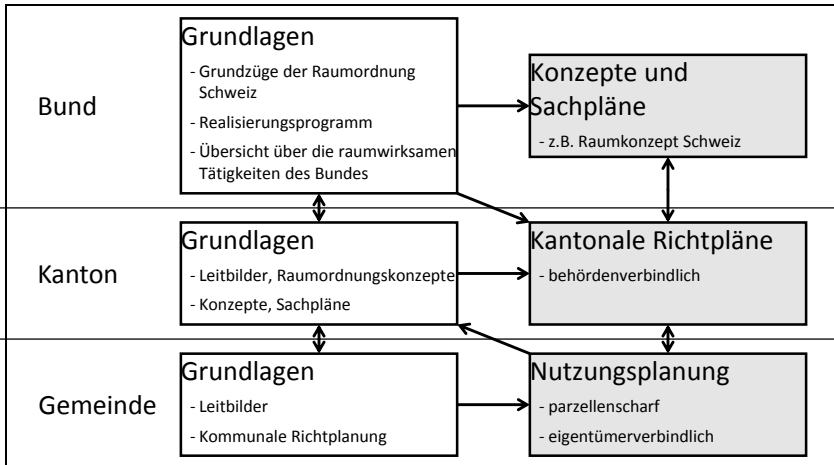 Bund
Grundlagen
- Grundzüge der Raumordnung
Schweiz
- Realisierungsprogramm
- Übersicht über die raumwirksamen
Tätigkeiten des Bundes
Konzepte und
Sachpläne
- z.B. Raumkonzept Schweiz
Kanton
Grundlagen
- Leitbilder, Raumordnungskonzepte
- Konzepte, Sachpläne
Kantonale Richtpläne
- behördenverbindlich
Gemeinde
Grundlagen
- Leitbilder
- Kommunale Richtplanung
Nutzungsplanung
- parzellenscharf
- eigentümerverbindlich